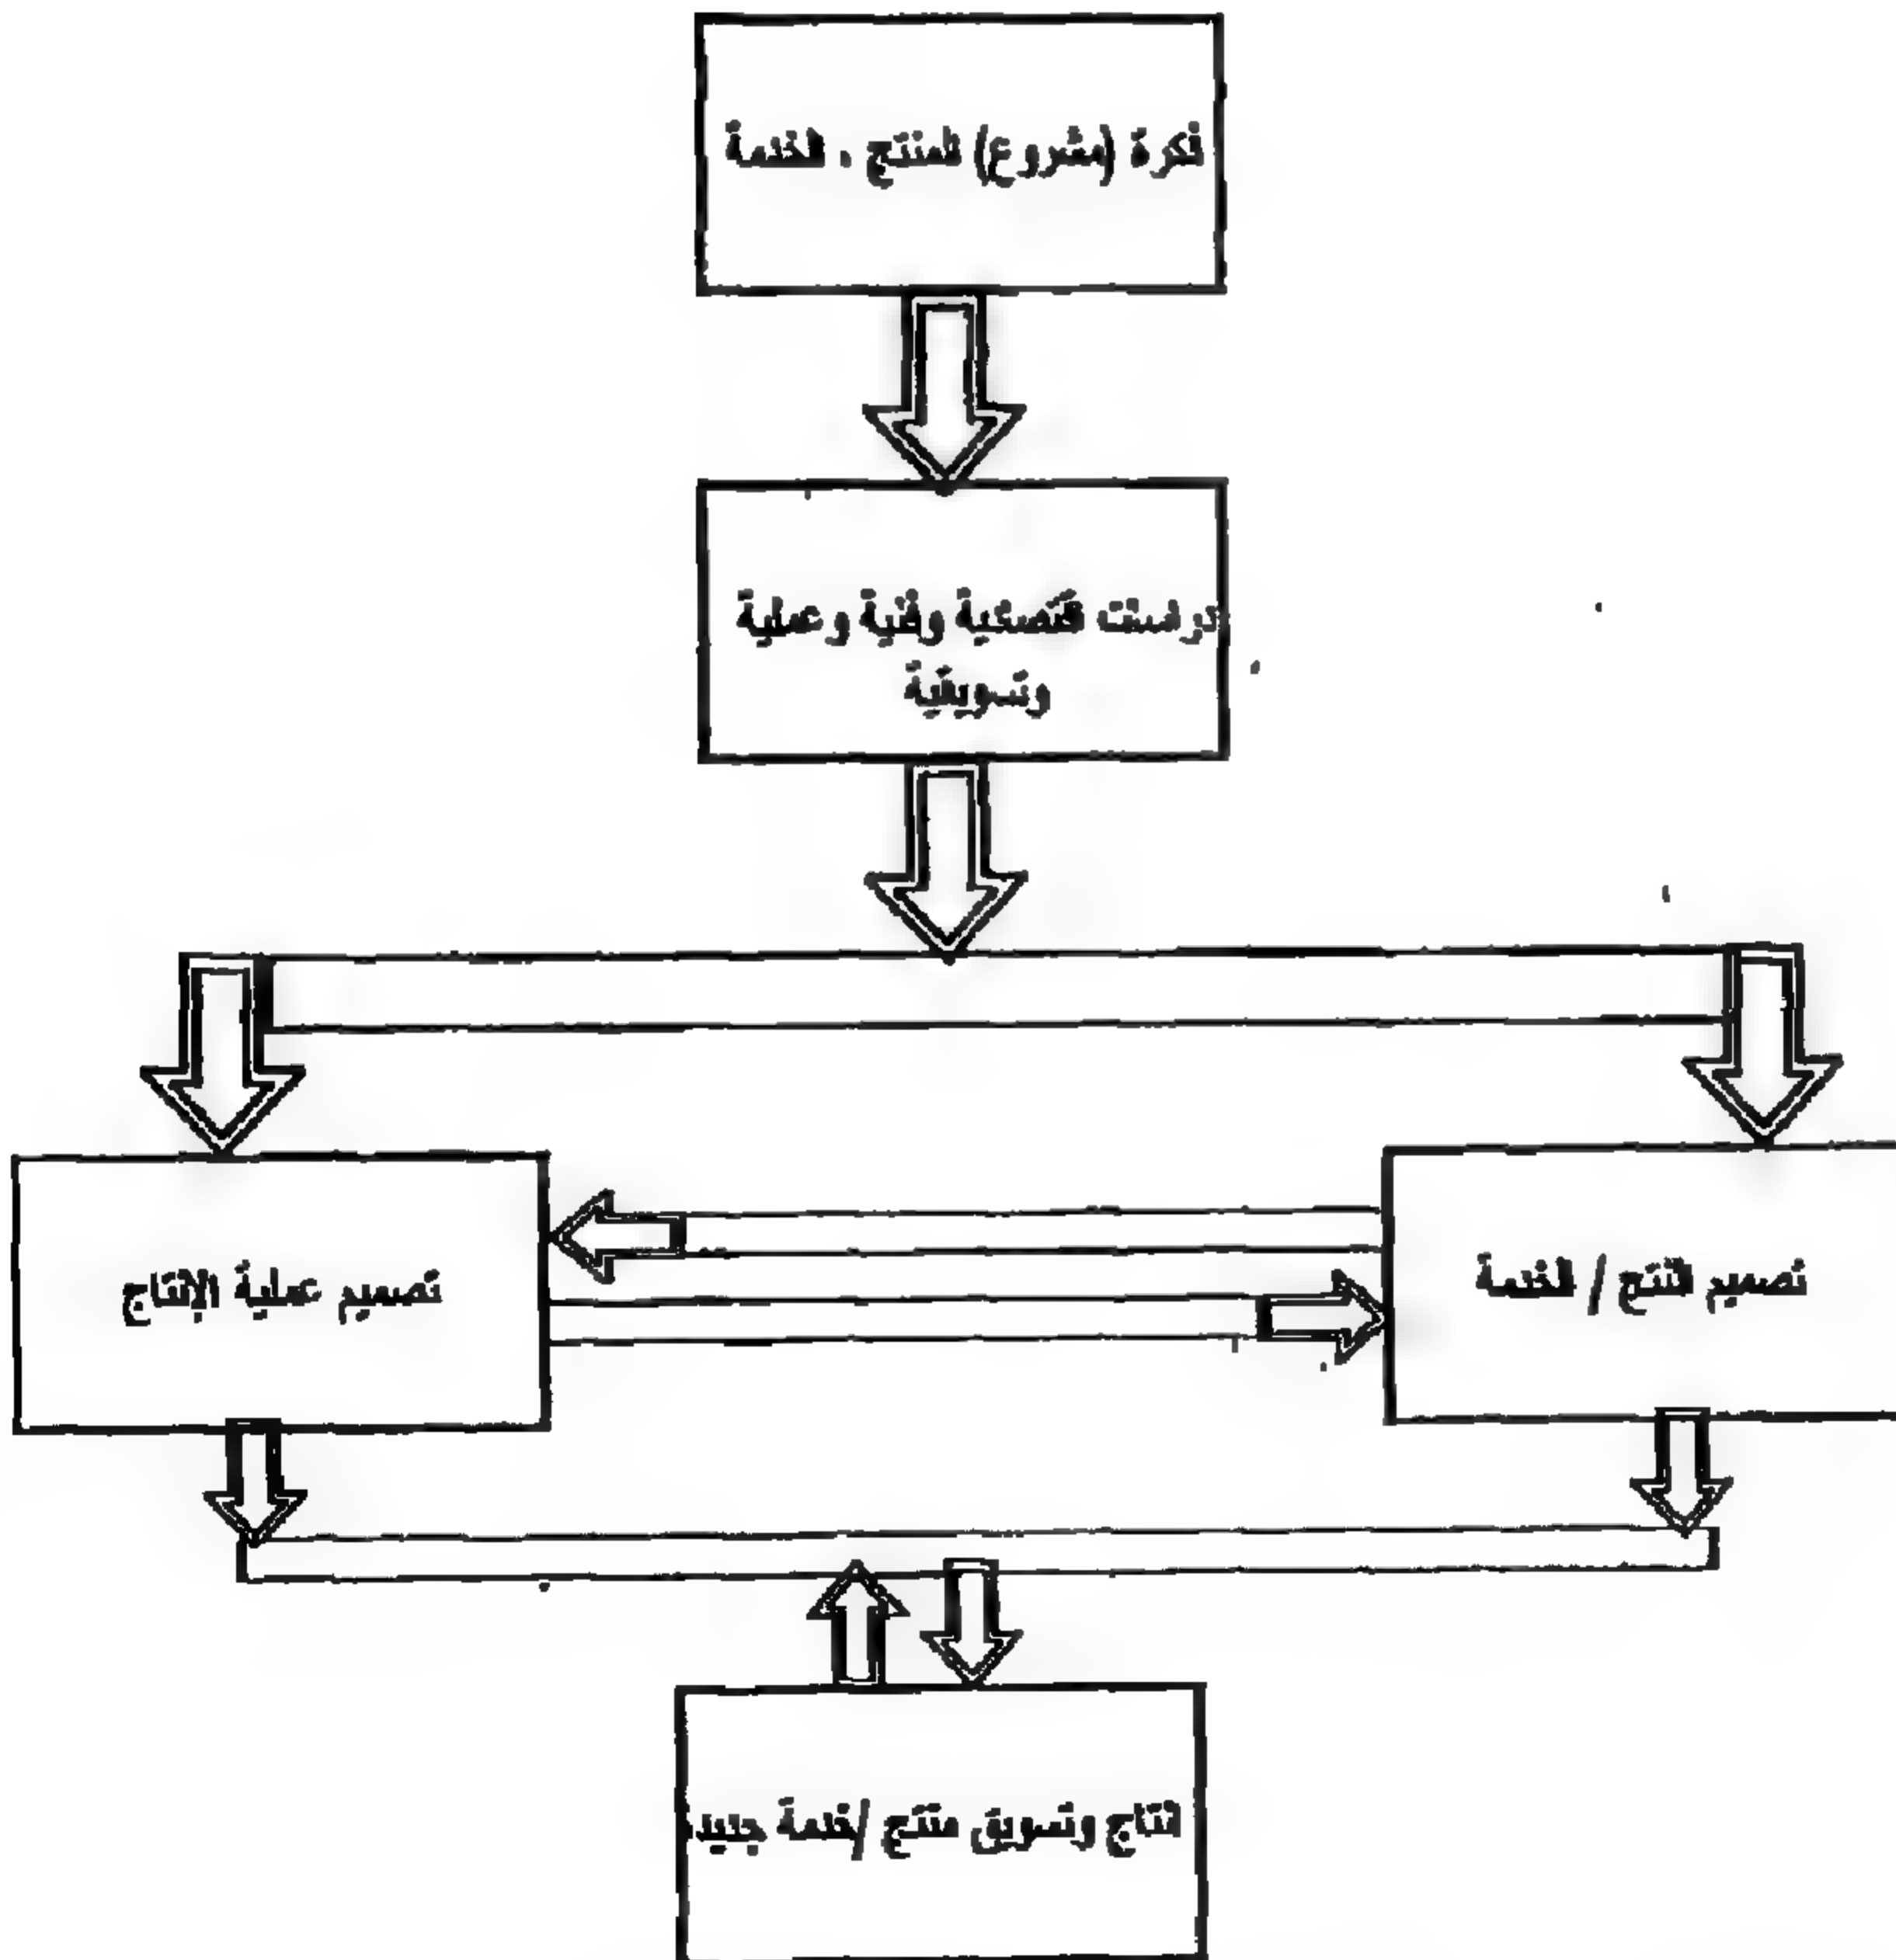 فكرة (مشروع) المنتج ، الخدمة
دراسات اقتصادية وفنية وعملية
وتسويقية
تصميم المنتج / الخدمة
تصميم عملية الإنتاج
انتاج وتسويق منتج /خدمة جديد